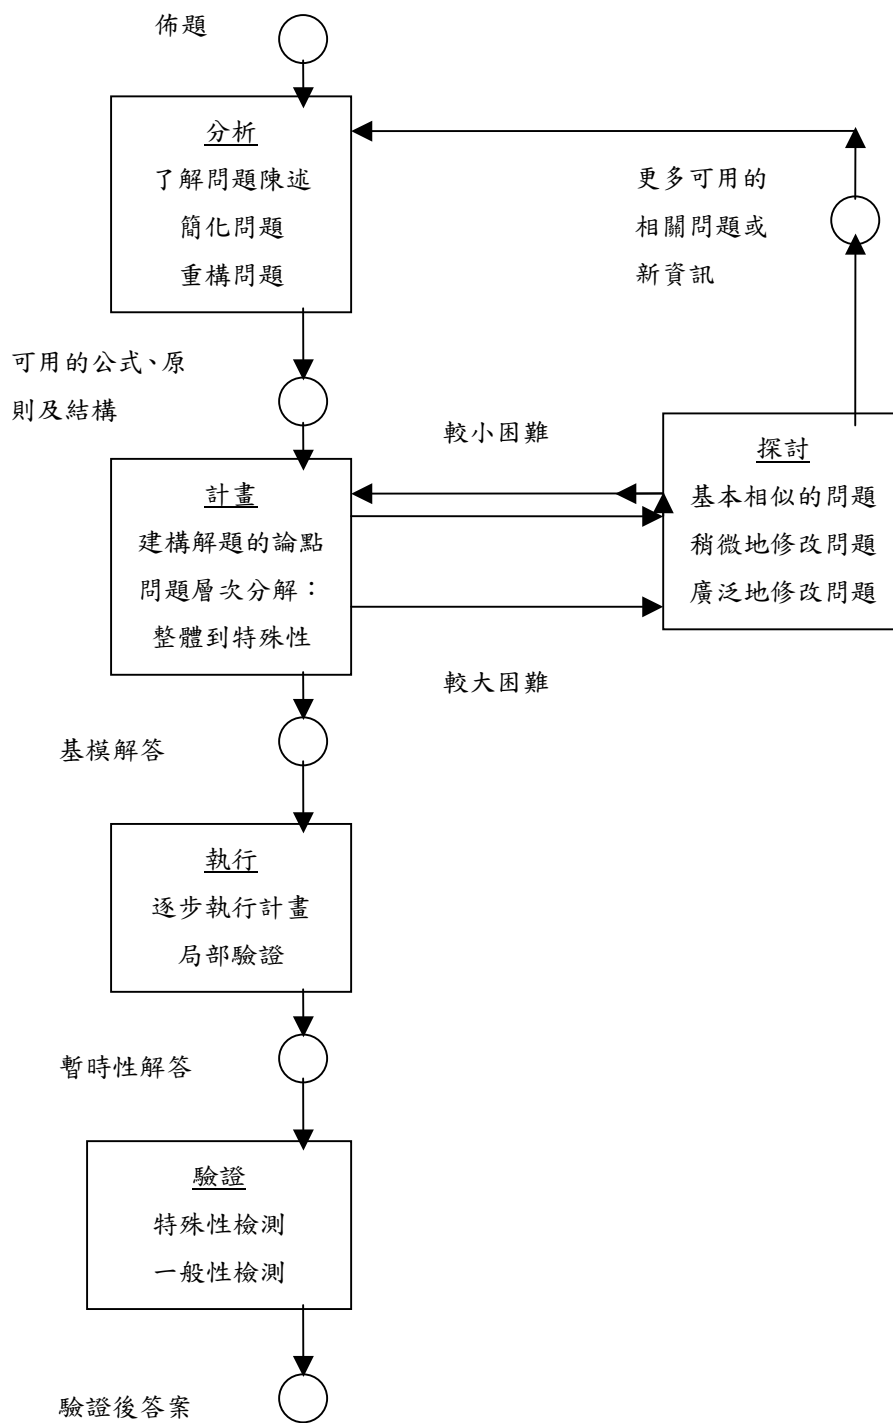 佈題
分析
了解問題陳述
簡化問題
重構問題
更多可用的
相關問題或
新資訊
可用的公式、原
則及結構
較小困難
探討
基本相似的問題
稍微地修改問題
廣泛地修改問題
計畫
建構解題的論點
問題層次分解：
整體到特殊性
較大困難
基模解答
執行
逐步執行計畫
局部驗證
暫時性解答
驗證
特殊性檢測
一般性檢測
驗證後答案